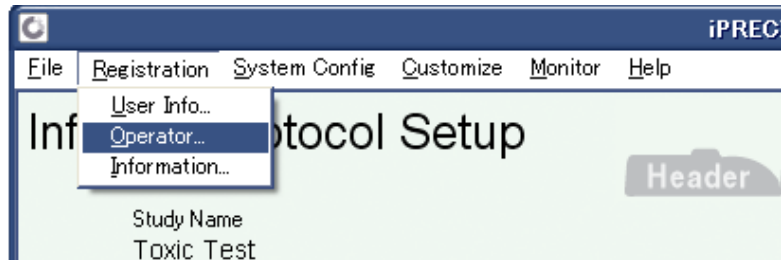 iPREC
File Registration System Config Customize Monitor Help
User Info...
Operator...
Information...
Inf otocol Setup
Header
Study Name
Toxic Test